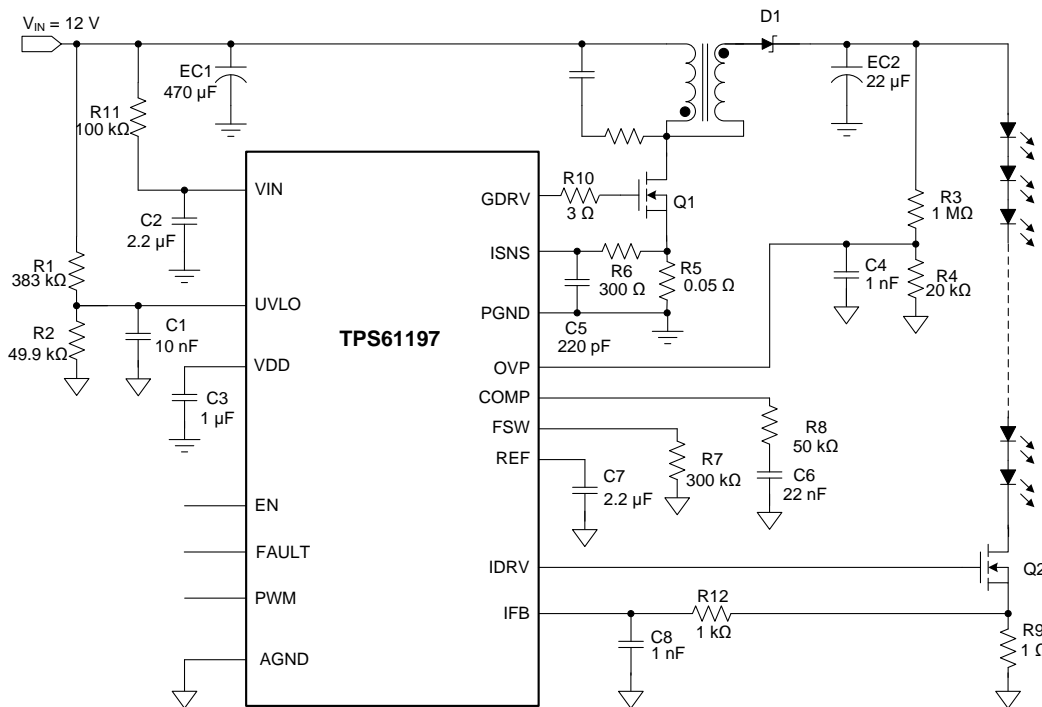 VIN = 12 V
D1
EC1
470 µF
EC2
22 µF
R11
100 kΩ
VIN
GDRV
R10
3 Ω
Q1
R3
1 MΩ
C2
2.2 µF
ISNS
R6
300 Ω
R5
0.05 Ω
C4
1 nF
R4
20 kΩ
R1
383 kΩ
UVLO
PGND
C5
220 pF
R2
49.9 kΩ
C1
10 nF
TPS61197
VDD
OVP
C3
1 µF
COMP
FSW
REF
R8
50 kΩ
R7
300 kΩ
C6
22 nF
C7
2.2 µF
EN
FAULT
IDRV
Q2
PWM
R12
1 kΩ
IFB
C8
1 nF
R9
1 Ω
AGND